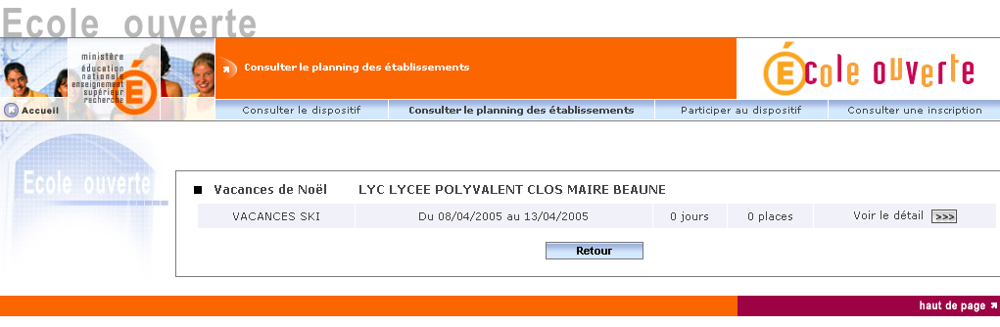 Ecole ouverte
ministère
éducation
nationale
enseignement
supérieur
recherche
É
Consulter le planning des établissements
École ouverte
Accueil
Consulter le dispositif
Consulter le planning des établissements
Participer au dispositif
Consulter une inscription
Ecole ouverte
Vacances de Noël LYC LYCEE POLYVALENT CLOS MAIRE BEAUNE
VACANCES SKI Du 08/04/2005 au 13/04/2005 0 jours 0 places Voir le détail >>>
Retour
haut de page